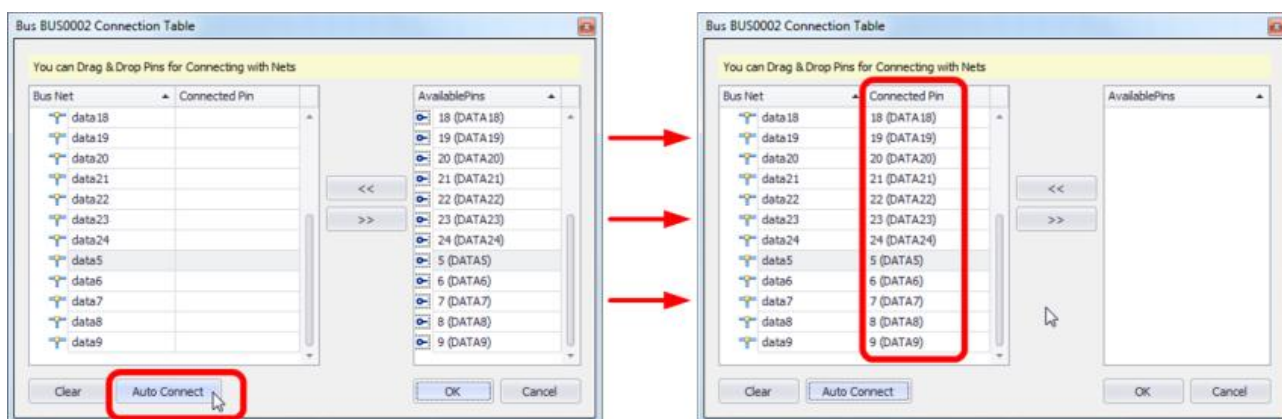 Bus BUS0002 Connection Table
You can Drag & Drop Pins for Connecting with Nets
Bus Net Connected Pin AvailablePins
data18 18 (DATA18)
data19 19 (DATA19)
data20 20 (DATA20)
data21 21 (DATA21)
data22 22 (DATA22)
data23 23 (DATA23)
data24 24 (DATA24)
data5 5 (DATA5)
data6 6 (DATA6)
data7 7 (DATA7)
data8 8 (DATA8)
data9 9 (DATA9)
<<
>>
Clear Auto Connect OK Cancel
Bus BUS0002 Connection Table
You can Drag & Drop Pins for Connecting with Nets
Bus Net Connected Pin AvailablePins
data18 18 (DATA18)
data19 19 (DATA19)
data20 20 (DATA20)
data21 21 (DATA21)
data22 22 (DATA22)
data23 23 (DATA23)
data24 24 (DATA24)
data5 5 (DATA5)
data6 6 (DATA6)
data7 7 (DATA7)
data8 8 (DATA8)
data9 9 (DATA9)
<<
>>
Clear Auto Connect OK Cancel